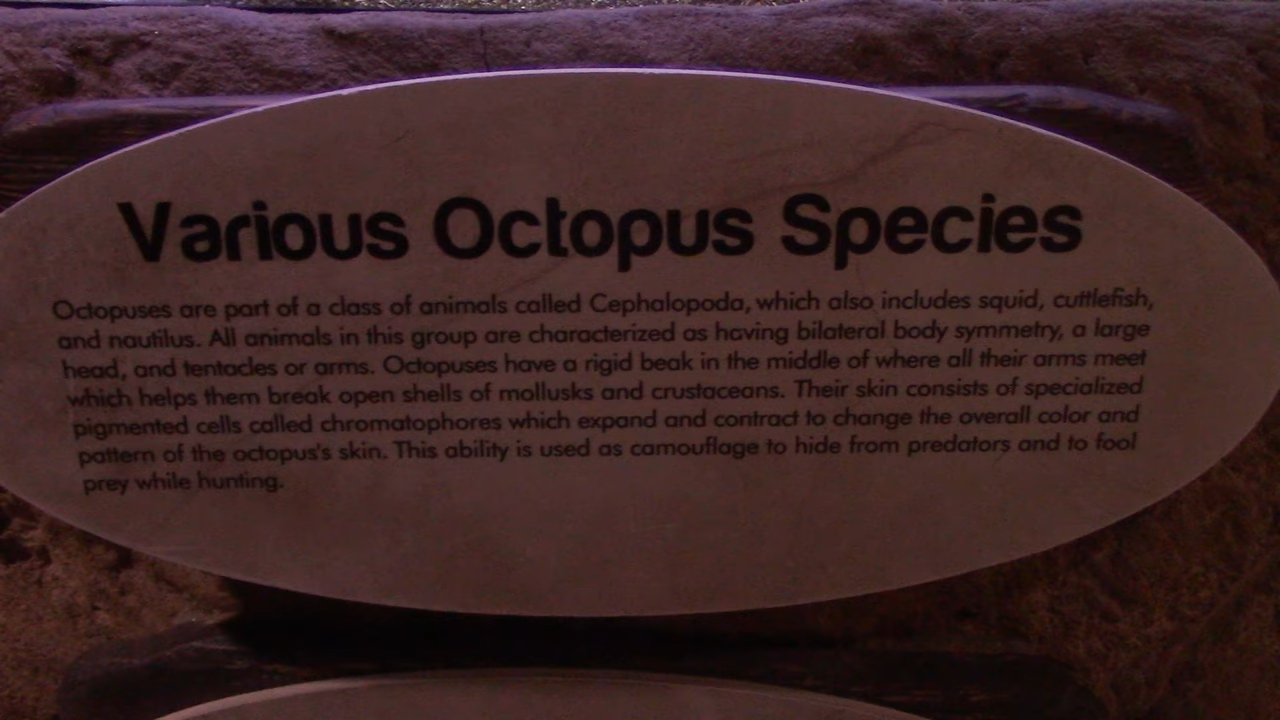 Various Octopus Species
Octopuses are part of a class of animals called Cephalopoda, which also includes squid, cuttlefish,
and nautilus. All animals in this group are characterized as having bilateral body symmetry, a large
head, and tentacles or arms. Octopuses have a rigid beak in the middle of where all their arms meet
which helps them break open shells of mollusks and crustaceans. Their skin consists of specialized
pigmented cells called chromatophores which expand and contract to change the overall color and
pattern of the octopus's skin. This ability is used as camouflage to hide from predators and to fool
prey while hunting.